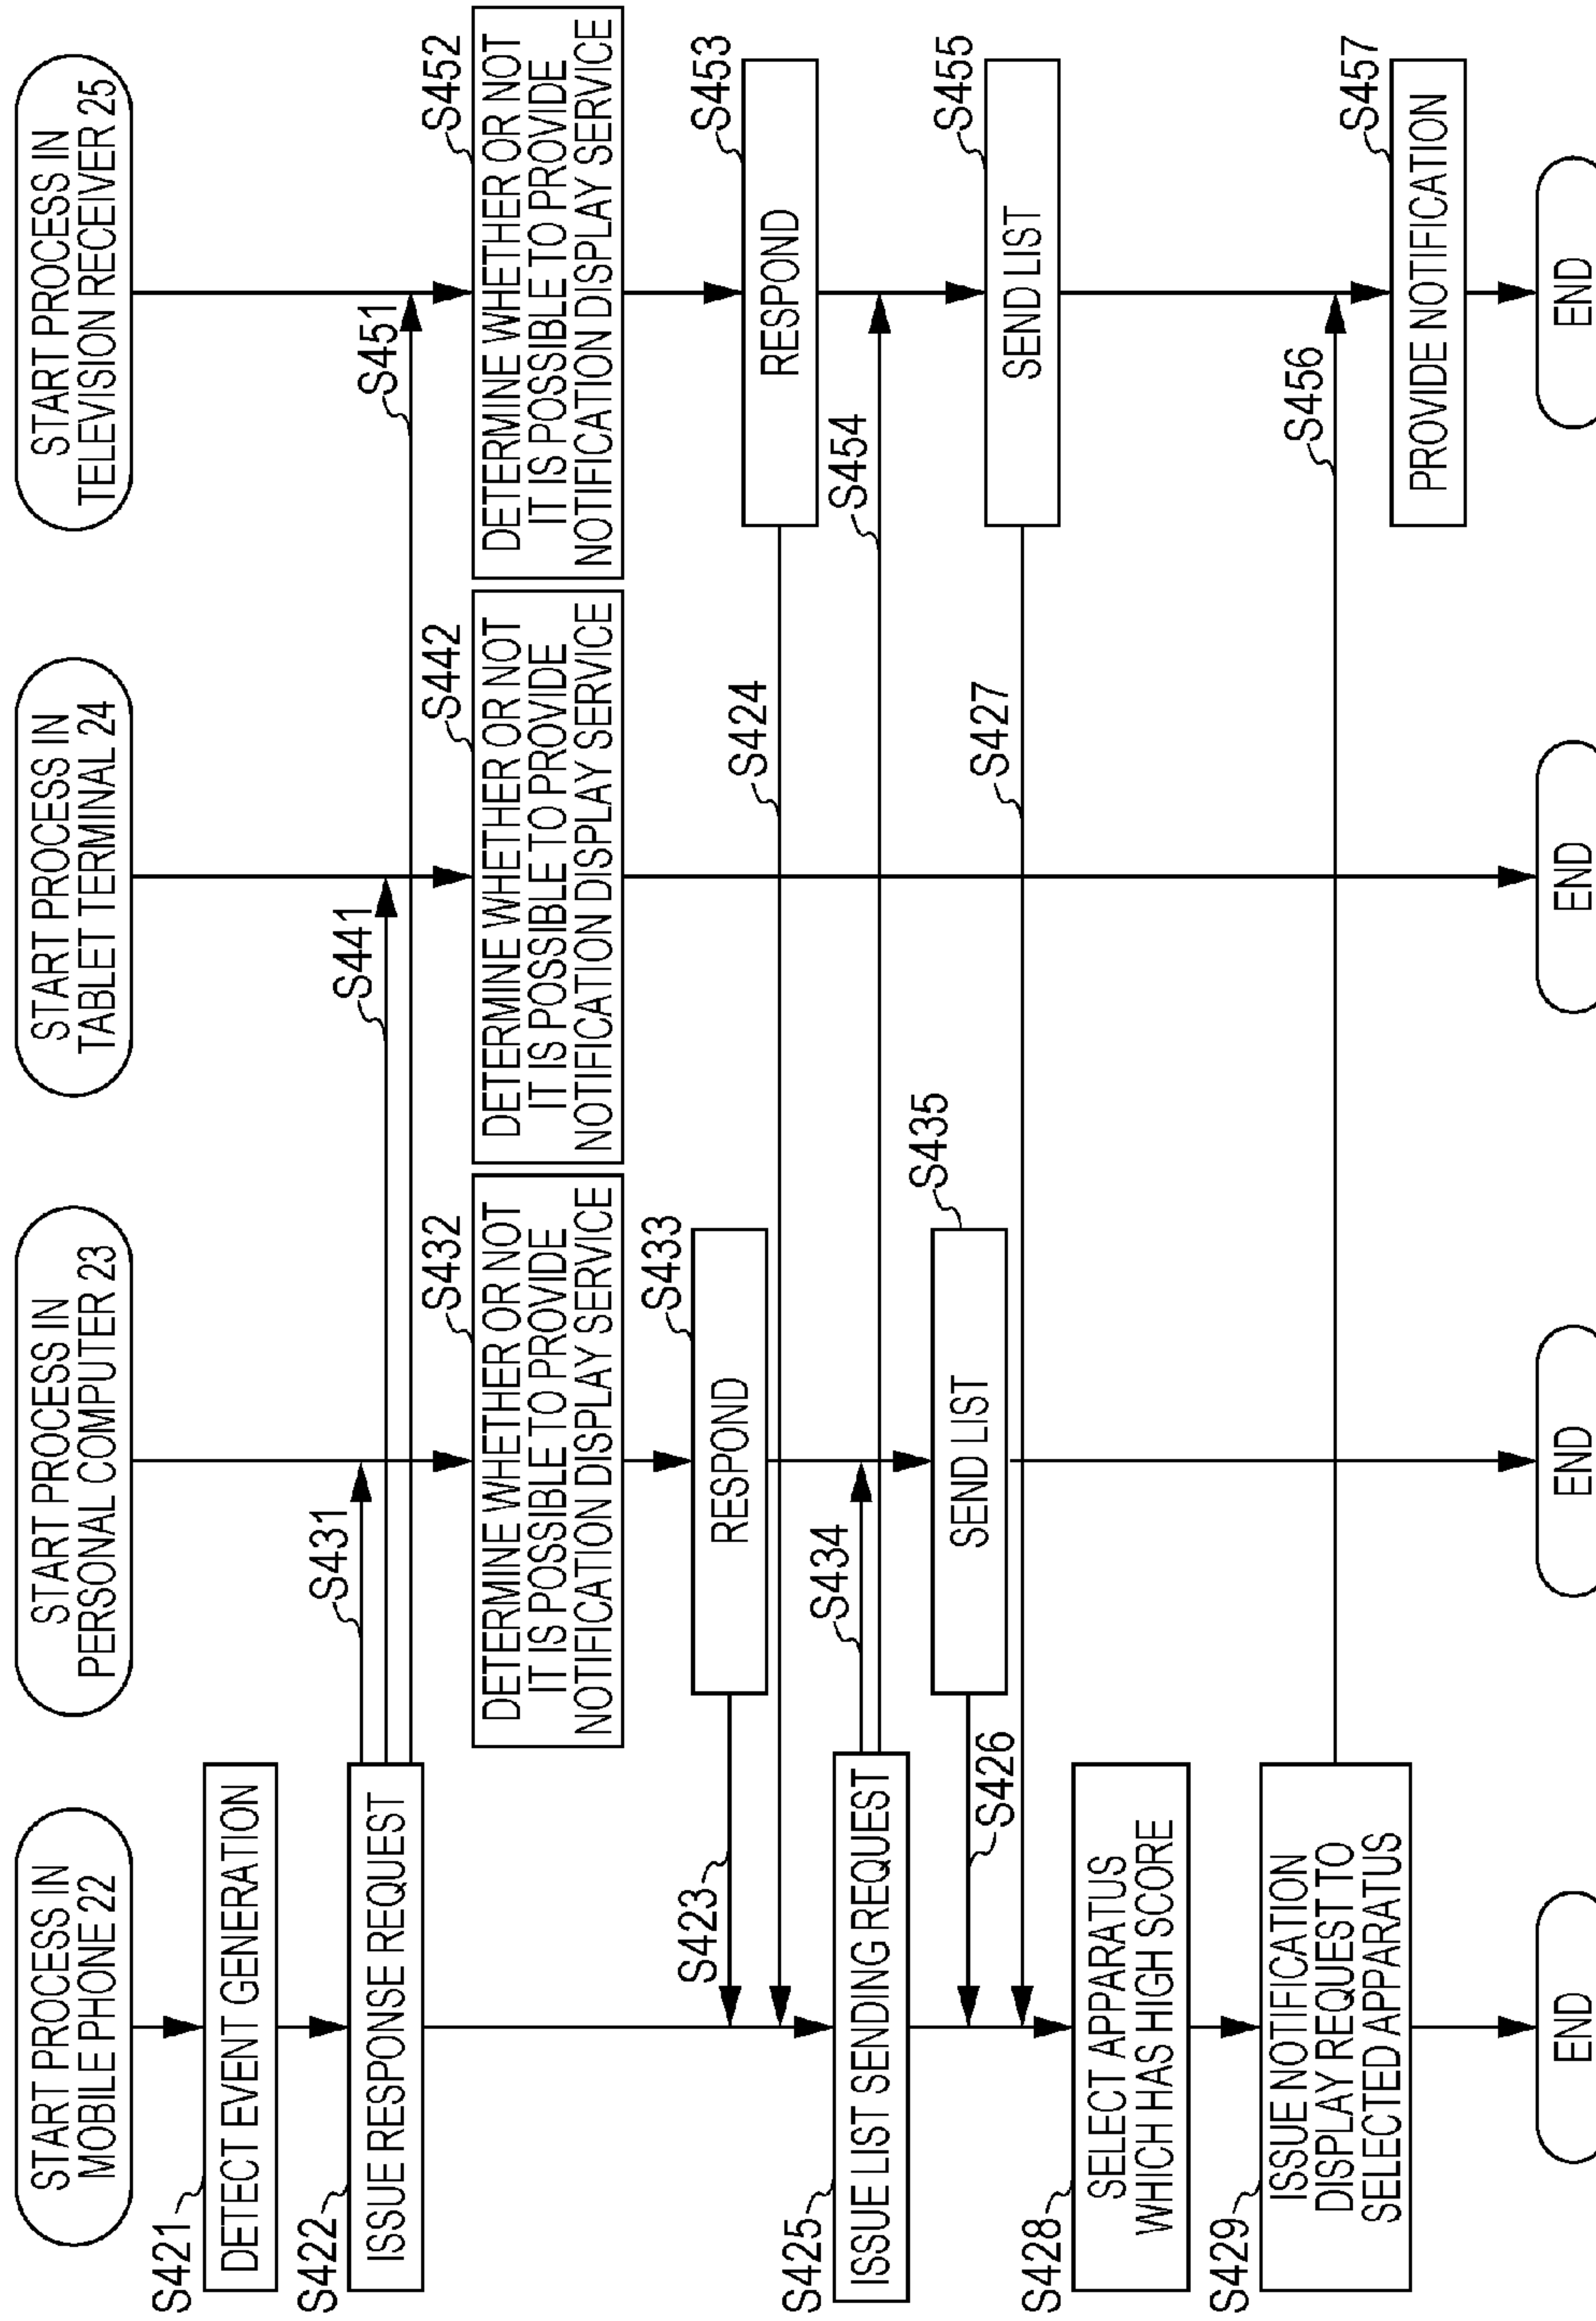 START PROCESS IN
MOBILE PHONE 22
START PROCESS IN
PERSONAL COMPUTER 23
START PROCESS IN
TABLET TERMINAL 24
START PROCESS IN
TELEVISION RECEIVER 25
S421
DETECT EVENT GENERATION
S422
ISSUE RESPONSE REQUEST
S431
S441
S451
S432
DETERMINE WHETHER OR NOT
IT IS POSSIBLE TO PROVIDE
NOTIFICATION DISPLAY SERVICE
S442
DETERMINE WHETHER OR NOT
IT IS POSSIBLE TO PROVIDE
NOTIFICATION DISPLAY SERVICE
S452
DETERMINE WHETHER OR NOT
IT IS POSSIBLE TO PROVIDE
NOTIFICATION DISPLAY SERVICE
S433
RESPOND
S453
RESPOND
S423
S424
S425
ISSUE LIST SENDING REQUEST
S434
S454
S435
SEND LIST
S455
SEND LIST
S426
S427
S428
SELECT APPARATUS
WHICH HAS HIGH SCORE
S429
ISSUE NOTIFICATION
DISPLAY REQUEST TO
SELECTED APPARATUS
S456
S457
PROVIDE NOTIFICATION
END
END
END
END